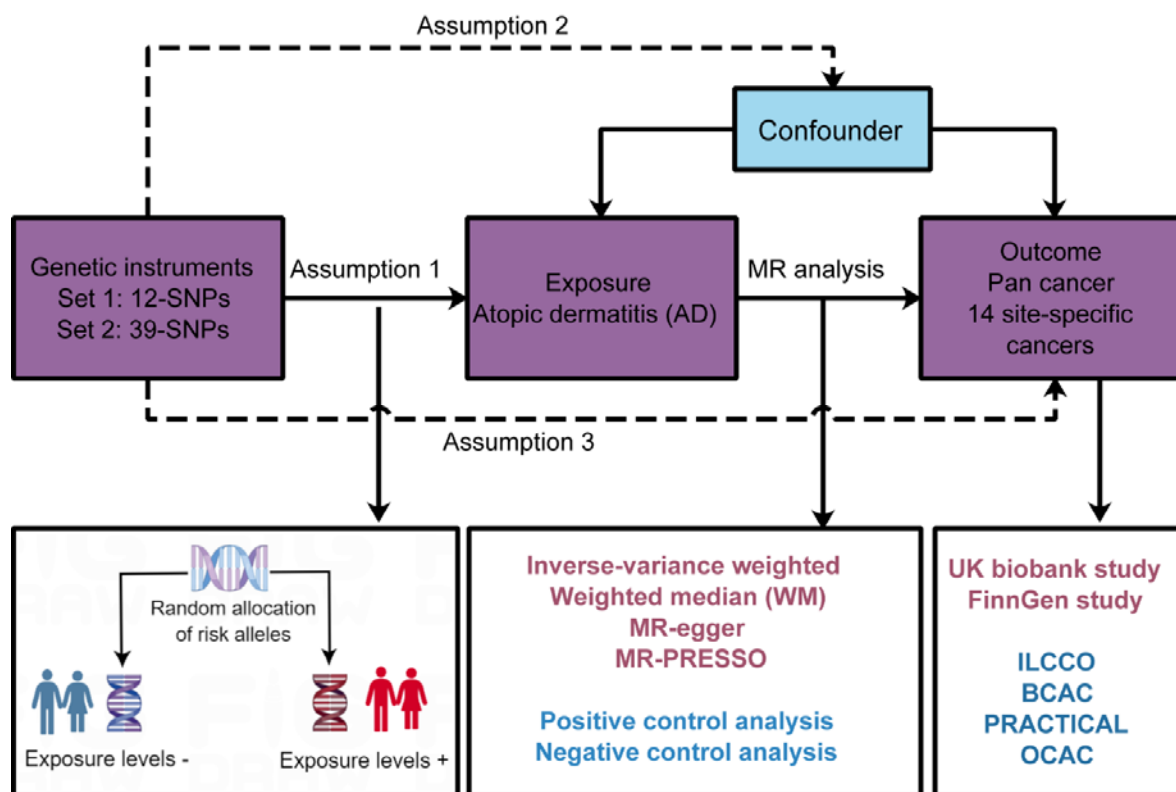 Assumption 2
Confounder
Genetic instruments
Set 1: 12-SNPs
Set 2: 39-SNPs
Assumption 1
Exposure
Atopic dermatitis (AD)
MR analysis
Outcome
Pan cancer
14 site-specific
cancers
Assumption 3
Random allocation
of risk alleles
Exposure levels -
Exposure levels +
Inverse-variance weighted
Weighted median (WM)
MR-egger
MR-PRESSO
Positive control analysis
Negative control analysis
UK biobank study
FinnGen study
ILCCO
BCAC
PRACTICAL
OCAC